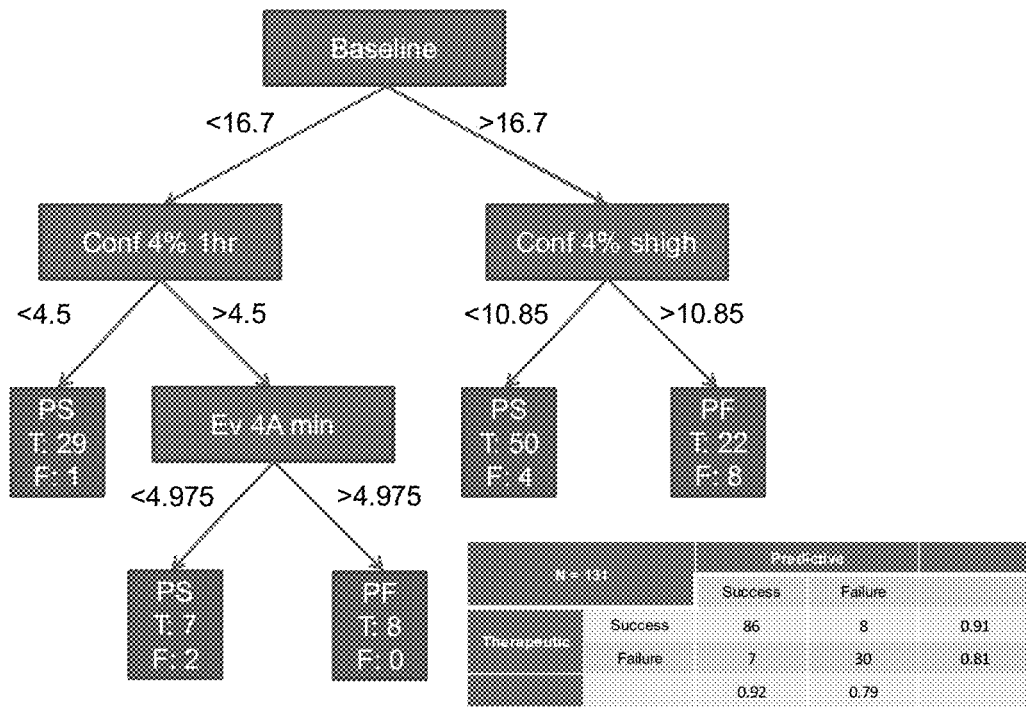 Baseline
<16.7
>16.7
Conf 4% 1hr
Conf 4% shigh
<4.5
>4.5
<10.85
>10.85
PS
T: 29
F: 1
Ev 4A min
PS
T: 50
F: 4
PF
T: 22
F: 8
<4.975
>4.975
PS
T: 7
F: 2
PF
T: 8
F: 0
N = 131
Predictive
Success Failure
Therapeutic
Success 86 8 0.91
Failure 7 30 0.81
0.92 0.79